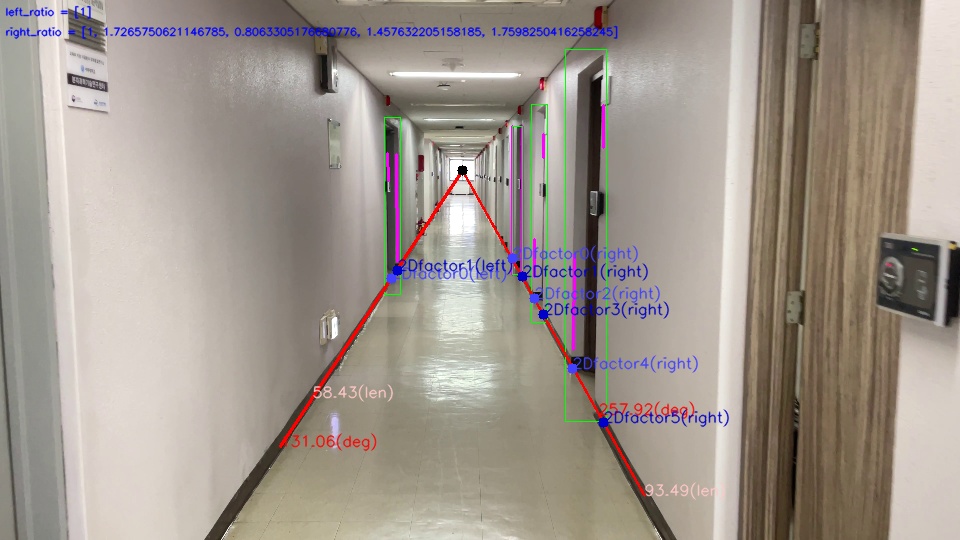 left_ratio = [1]
right_ratio = [1, 1.7265750621146785, 0.8063305176680776, 1.457632205158185, 1.7598250416258245]
2Dfactor0(right)
2Dfactor1(left)
2Dfactor0(left)
2Dfactor1(right)
2Dfactor2(right)
2Dfactor3(right)
2Dfactor4(right)
58.43(len)
257.92(deg)
2Dfactor5(right)
31.06(deg)
93.49(len)